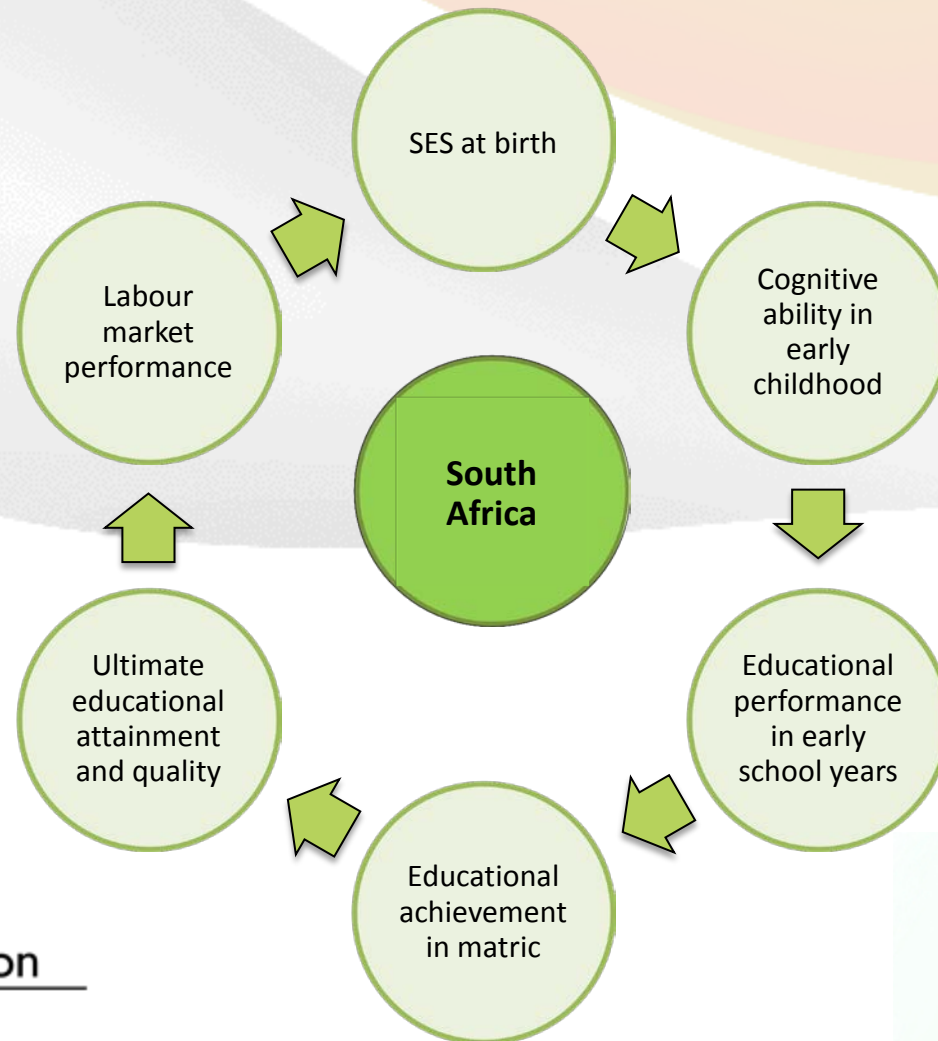 SES at birth
Cognitive
ability in
early
childhood
Educational
performance
in early
school years
Educational
achievement
in matric
Ultimate
educational
attainment
and quality
Labour
market
performance
South
Africa
on